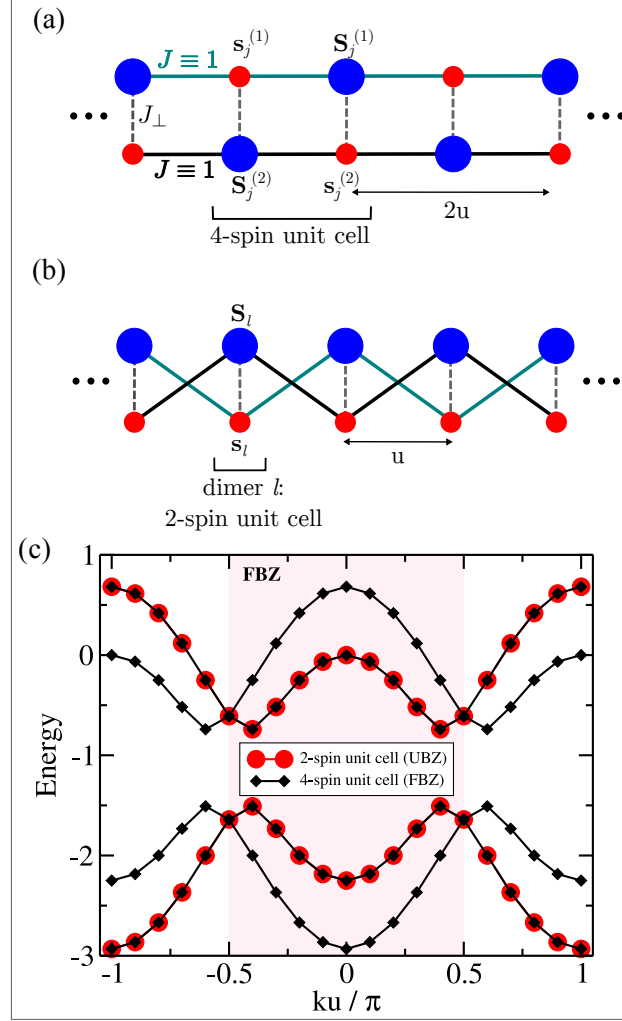 (a)
J ≡ 1
s_j^(1)
S_j^(1)
J_⊥
J ≡ 1
S_j^(2)
s_j^(2)
2u
4-spin unit cell
(b)
S_l
s_l
u
dimer l:
2-spin unit cell
(c)
FBZ
1
0
-1
-2
-3
Energy
2-spin unit cell (UBZ)
4-spin unit cell (FBZ)
-1
-0.5
0
0.5
1
ku / π